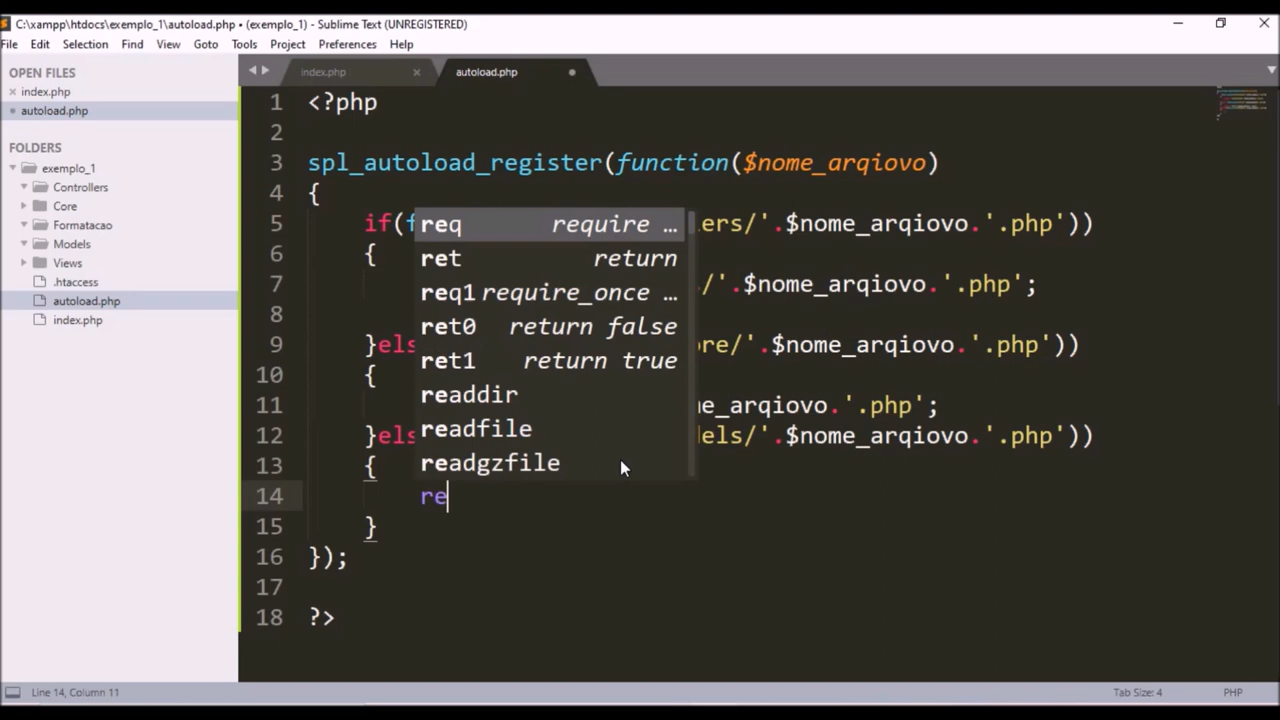 C:\xampp\htdocs\exemplo_1\autoload.php • (exemplo_1) - Sublime Text (UNREGISTERED)
File Edit Selection Find View Goto Tools Project Preferences Help
OPEN FILES
index.php
autoload.php
FOLDERS
exemplo_1
Controllers
Core
Formatacao
Models
Views
.htaccess
autoload.php
index.php
index.php
autoload.php
1 <?php
2
3 spl_autoload_register(function($nome_arqiovo)
4 {
5 if(f ers/'.$nome_arqiovo.'.php'))
6 {
7 /'.$nome_arqiovo.'.php';
8
9 }els ore/'.$nome_arqiovo.'.php'))
10 {
11 me_arqiovo.'.php';
12 }els dels/'.$nome_arqiovo.'.php'))
13 {
14 re
15 }
16 });
17
18 ?>
req require …
ret return
req1 require_once …
ret0 return false
ret1 return true
readdir
readfile
readgzfile
Line 14, Column 11
Tab Size: 4
PHP